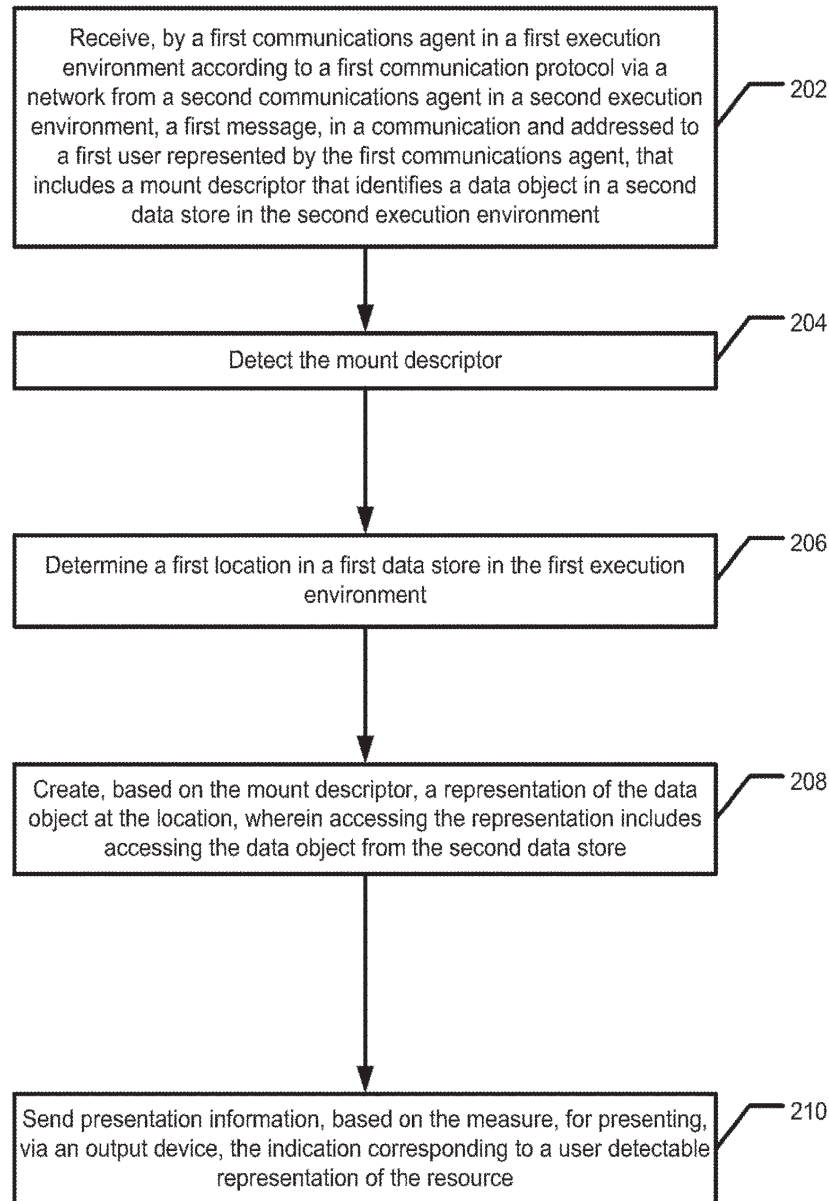 Receive, by a first communications agent in a first execution
environment according to a first communication protocol via a
network from a second communications agent in a second execution
environment, a first message, in a communication and addressed to
a first user represented by the first communications agent, that
includes a mount descriptor that identifies a data object in a second
data store in the second execution environment
202
Detect the mount descriptor
204
Determine a first location in a first data store in the first execution
environment
206
Create, based on the mount descriptor, a representation of the data
object at the location, wherein accessing the representation includes
accessing the data object from the second data store
208
Send presentation information, based on the measure, for presenting,
via an output device, the indication corresponding to a user detectable
representation of the resource
210